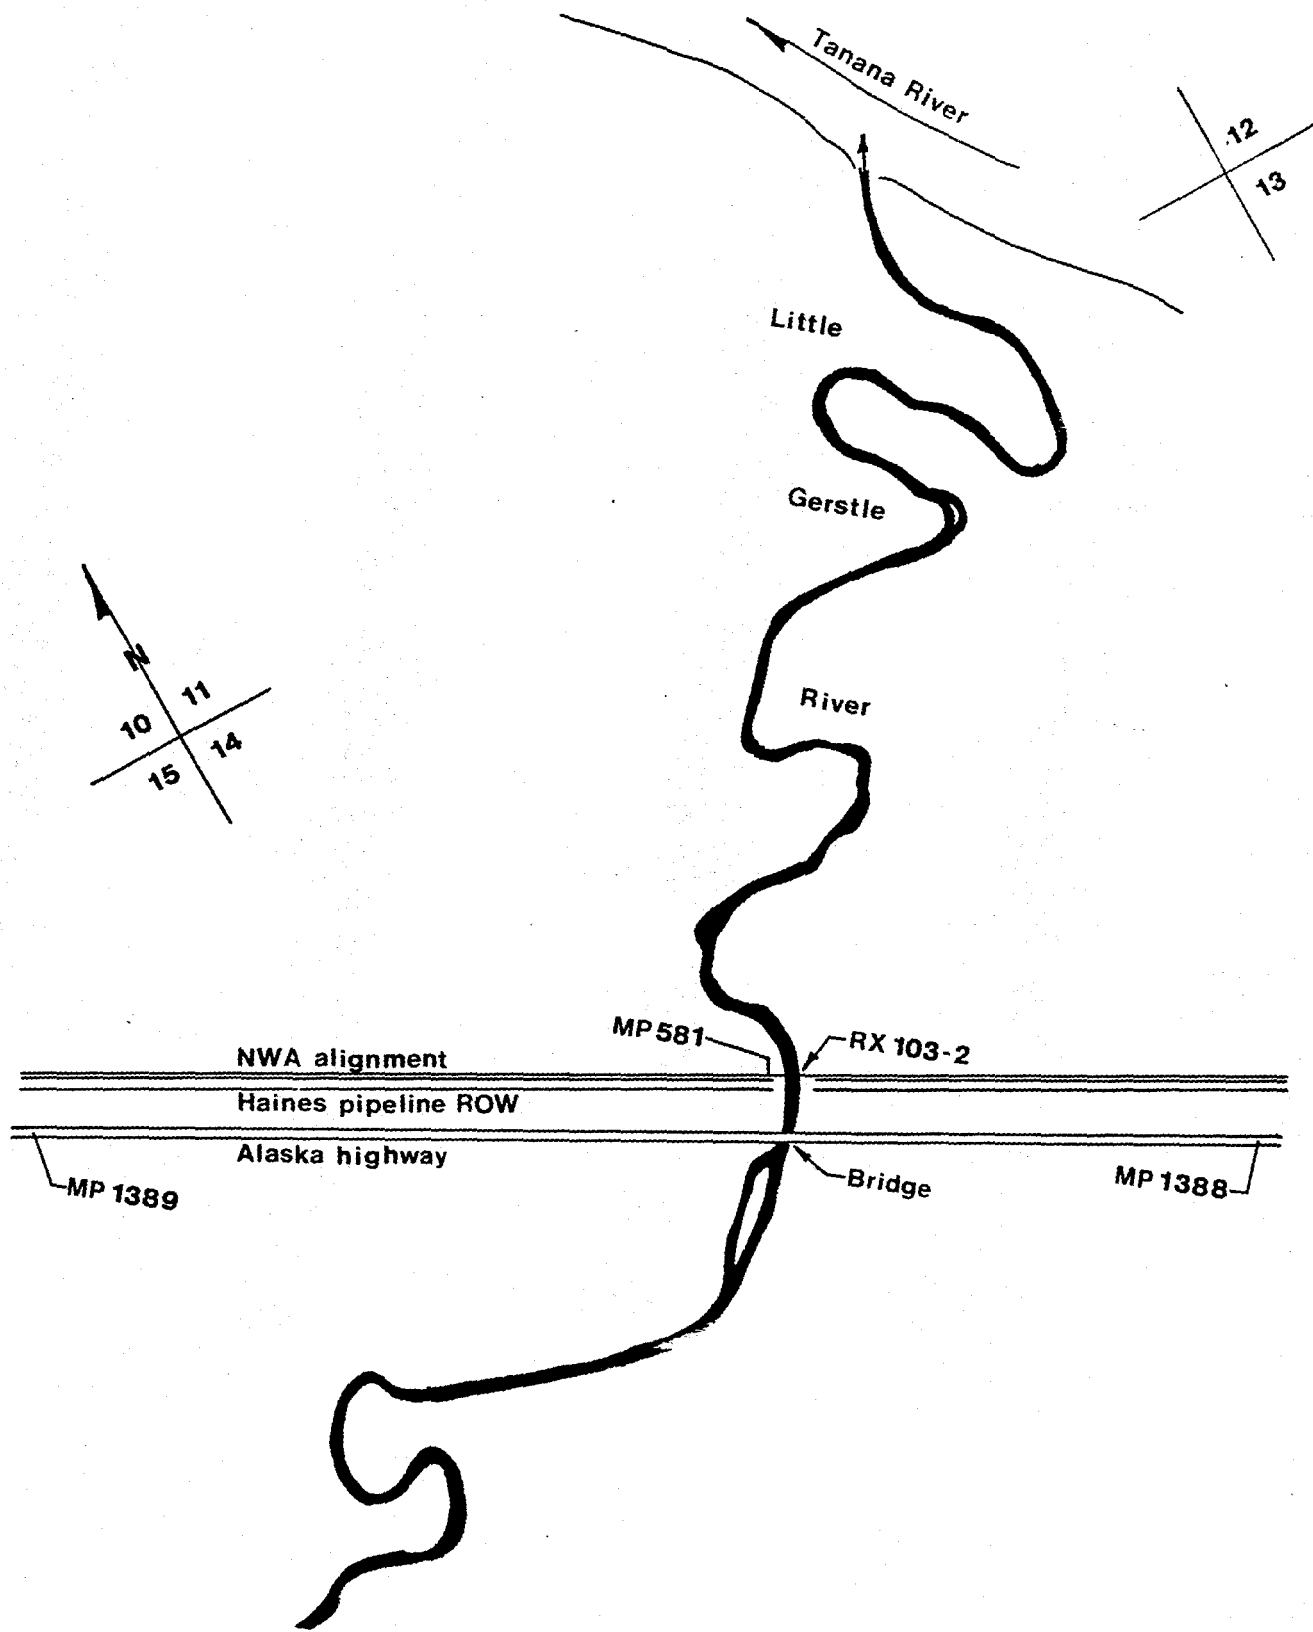 Tanana River
12
13
Little
Gerstle
River
N
10 11
15 14
MP 581
RX 103-2
NWA alignment
Haines pipeline ROW
Alaska highway
MP 1389
Bridge
MP 1388